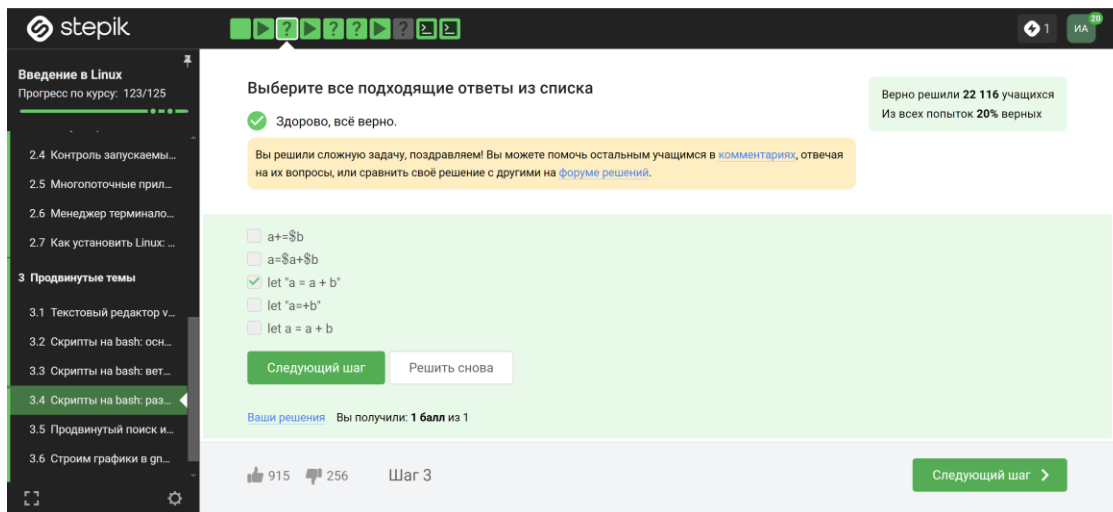 stepik
1
ИА
20
Введение в Linux
Прогресс по курсу: 123/125
2.4 Контроль запускаемы...
2.5 Многопоточные прил...
2.6 Менеджер терминало...
2.7 Как установить Linux: ...
3 Продвинутые темы
3.1 Текстовый редактор v...
3.2 Скрипты на bash: осн...
3.3 Скрипты на bash: вет...
3.4 Скрипты на bash: раз...
3.5 Продвинутый поиск и...
3.6 Строим графики в gn...
Выберите все подходящие ответы из списка
Здорово, всё верно.
Верно решили 22 116 учащихся
Из всех попыток 20% верных
Вы решили сложную задачу, поздравляем! Вы можете помочь остальным учащимся в комментариях, отвечая
на их вопросы, или сравнить своё решение с другими на форуме решений.
a+=$b
a=$a+$b
let "a = a + b"
let "a=+b"
let a = a + b
Следующий шаг
Решить снова
Ваши решения Вы получили: 1 балл из 1
915 256 Шаг 3
Следующий шаг